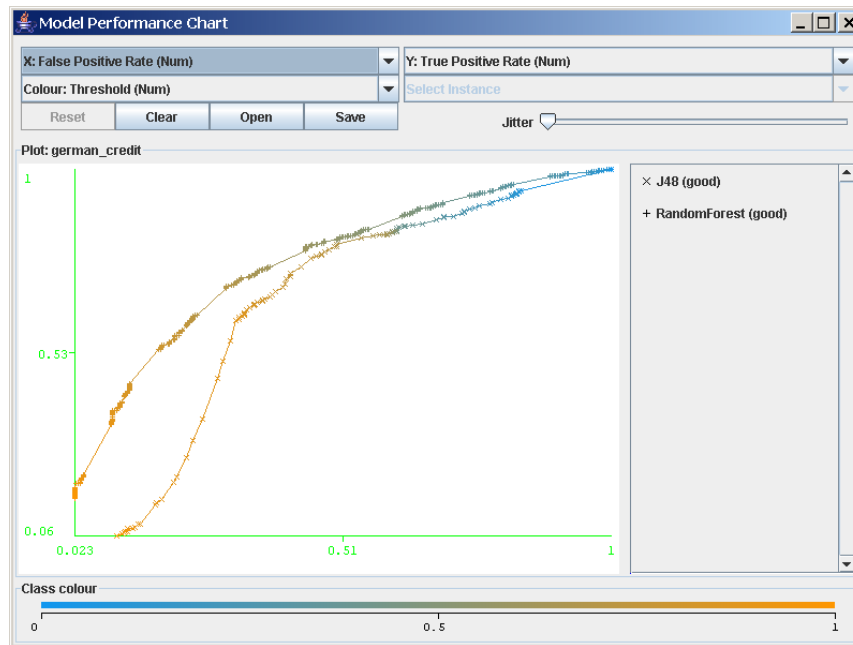 Model Performance Chart
X: False Positive Rate (Num)
Y: True Positive Rate (Num)
Colour: Threshold (Num)
Select Instance
Reset
Clear
Open
Save
Jitter
Plot: german_credit
1
0.53
0.06
0.023
0.51
1
× J48 (good)
+ RandomForest (good)
Class colour
0
0.5
1